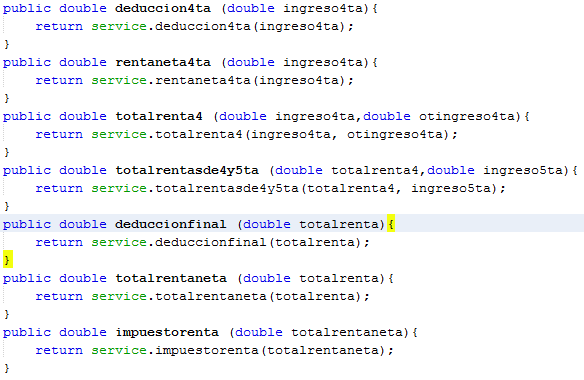 public double deduccion4ta (double ingreso4ta){
return service.deduccion4ta(ingreso4ta);
}
public double rentaneta4ta (double ingreso4ta){
return service.rentaneta4ta(ingreso4ta);
}
public double totalrenta4 (double ingreso4ta,double otingreso4ta){
return service.totalrenta4(ingreso4ta, otingreso4ta);
}
public double totalrentasde4y5ta (double totalrenta4,double ingreso5ta){
return service.totalrentasde4y5ta(totalrenta4, ingreso5ta);
}
public double deduccionfinal (double totalrenta){
return service.deduccionfinal(totalrenta);
}
public double totalrentaneta (double totalrenta){
return service.totalrentaneta(totalrenta);
}
public double impuestorenta (double totalrentaneta){
return service.impuestorenta(totalrentaneta);
}